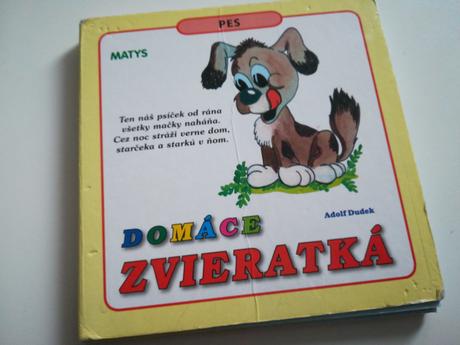 PES
MATYS
Ten náš psíček od rána
všetky mačky naháňa.
Cez noc stráži verne dom,
starčeka a starkú v ňom.
Adolf Dudek
DOMÁCE
ZVIERATKÁ